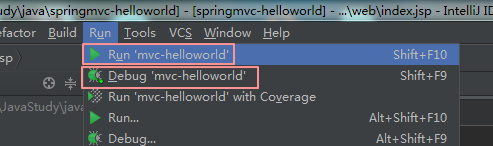 udy\java\springmvc-helloworld] - [springmvc-helloworld] - ...\web\index.jsp - IntelliJ ID
efactor Build Run Tools VCS Window Help
sp
Run 'mvc-helloworld' Shift+F10
Debug 'mvc-helloworld' Shift+F9
Run 'mvc-helloworld' with Coverage
Run... Alt+Shift+F10
\JavaStudy\java
Debug... Alt+Shift+F9